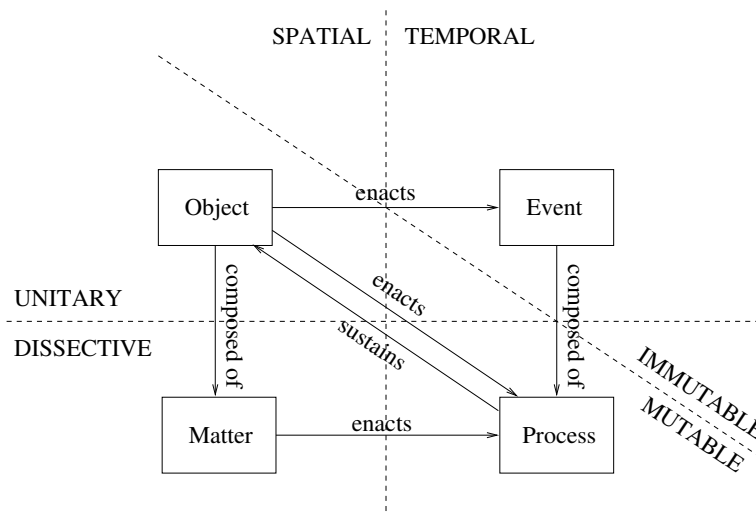 SPATIAL
TEMPORAL
Object
enacts
Event
composed of
enacts
sustains
composed of
UNITARY
DISSECTIVE
IMMUTABLE
MUTABLE
Matter
enacts
Process